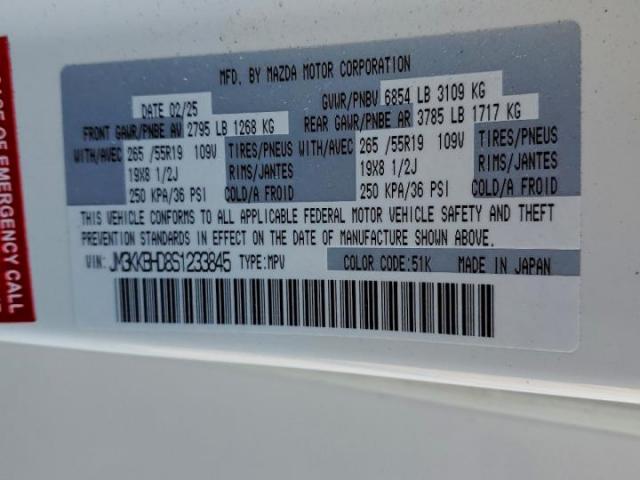 MFD. BY MAZDA MOTOR CORPORATION
DATE 02/25 GVWR/PNBV 6854 LB 3109 KG
FRONT GAWR/PNBE AV 2795 LB 1268 KG REAR GAWR/PNBE AR 3785 LB 1717 KG
WITH/AVEC 265 /55R19 109V TIRES/PNEUS WITH/AVEC 265 /55R19 109V TIRES/PNEUS
19X8 1/2J RIMS/JANTES 19X8 1/2J RIMS/JANTES
250 KPA/36 PSI COLD/A FROID 250 KPA/36 PSI COLD/A FROID
THIS VEHICLE CONFORMS TO ALL APPLICABLE FEDERAL MOTOR VEHICLE SAFETY AND THEFT
PREVENTION STANDARDS IN EFFECT ON THE DATE OF MANUFACTURE SHOWN ABOVE.
VIN: JM3KKBHD8S1233845 TYPE:MPV COLOR CODE:51K MADE IN JAPAN
OF EMERGENCY CALL